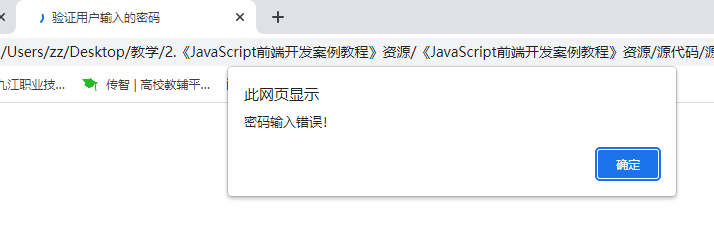 验证用户输入的密码
/Users/zz/Desktop/教学/2.《JavaScript前端开发案例教程》资源/《JavaScript前端开发案例教程》资源/源代码/
九江职业技... 传智 | 高校教辅平...
此网页显示
密码输入错误!
确定